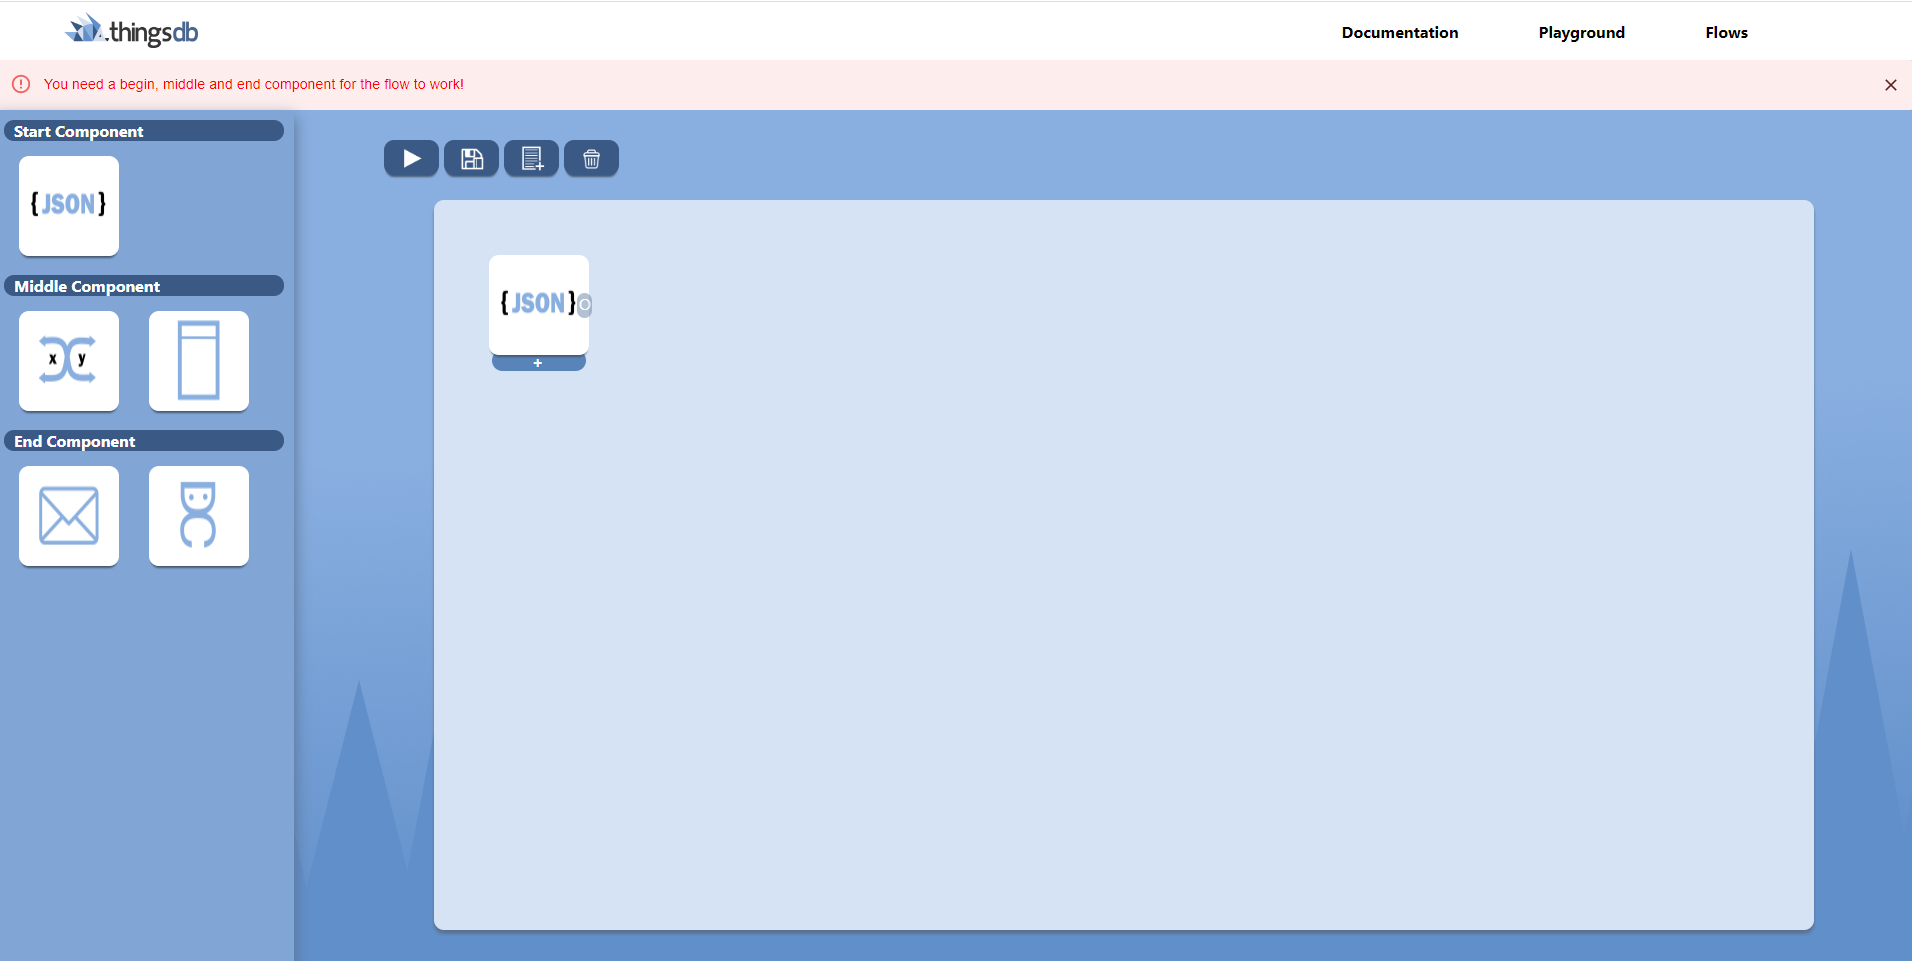 .thingsdb
Documentation Playground Flows
You need a begin, middle and end component for the flow to work!
Start Component
{JSON}
Middle Component
x y
End Component
{JSON}
O
+